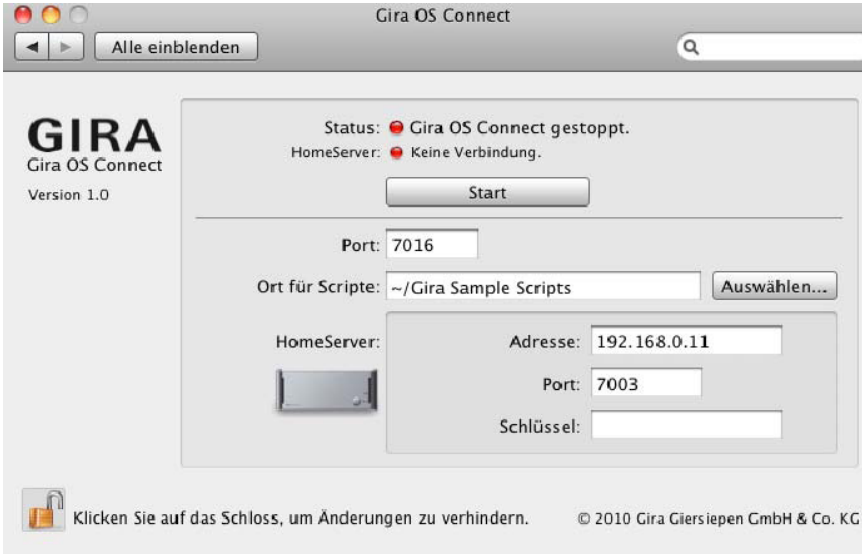 Gira OS Connect
Alle einblenden
GIRA
Gira OS Connect
Version 1.0
Status: Gira OS Connect gestoppt.
HomeServer: Keine Verbindung.
Start
Port: 7016
Ort für Scripte: ~/Gira Sample Scripts Auswählen...
HomeServer:
Adresse: 192.168.0.11
Port: 7003
Schlüssel:
Klicken Sie auf das Schloss, um Änderungen zu verhindern. © 2010 Gira Giersiepen GmbH & Co. KG